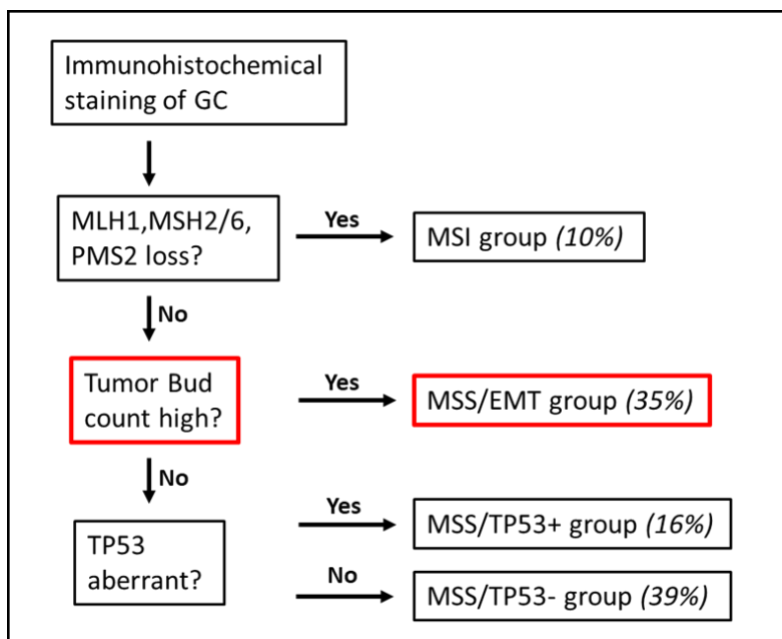 Immunohistochemical
staining of GC
MLH1,MSH2/6,
PMS2 loss?
Yes
MSI group (10%)
No
Tumor Bud
count high?
Yes
MSS/EMT group (35%)
No
TP53
aberrant?
Yes
MSS/TP53+ group (16%)
No
MSS/TP53- group (39%)